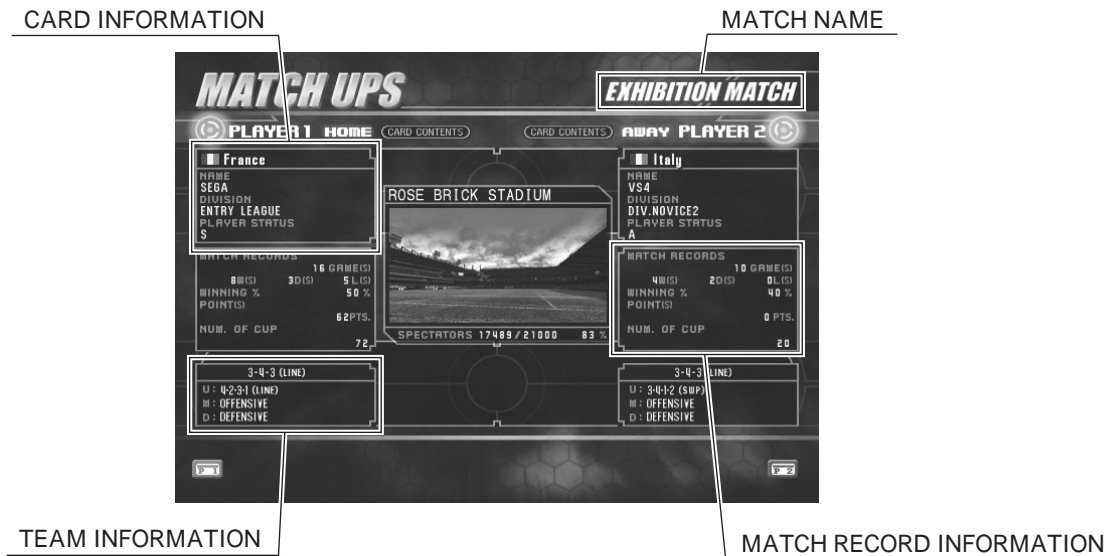 CARD INFORMATION
MATCH NAME
MATCH UPS
EXHIBITION MATCH
PLAYER 1 HOME (CARD CONTENTS)
(CARD CONTENTS) AWAY PLAYER 2
France
NAME
SEGA
DIVISION
ENTRY LEAGUE
PLAYER STATUS
S
MATCH RECORDS
16 GAME(S)
8W(S) 3D(S) 5L(S)
WINNING % 50 %
POINT(S)
62PTS.
NUM. OF CUP
72
3-4-3 (LINE)
U: 4-2-3-1 (LINE)
M: OFFENSIVE
D: DEFENSIVE
ROSE BRICK STADIUM
SPECTATORS 17489/21000 83 %
Italy
NAME
VS4
DIVISION
DIV.NOVICE2
PLAYER STATUS
A
MATCH RECORDS
10 GAME(S)
4W(S) 2D(S) 0L(S)
WINNING % 40 %
POINT(S)
0 PTS.
NUM. OF CUP
20
3-4-3 (LINE)
U: 3-4-1-2 (SWP)
M: OFFENSIVE
D: DEFENSIVE
P 1
P 2
TEAM INFORMATION
MATCH RECORD INFORMATION